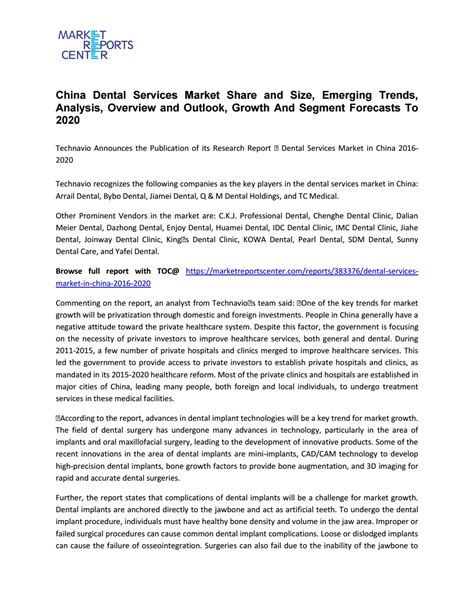 MARKET
REPORTS
CENTER
China Dental Services Market Share and Size, Emerging Trends,
Analysis, Overview and Outlook, Growth And Segment Forecasts To
2020
Technavio Announces the Publication of its Research Report ⍰ Dental Services Market in China 2016-
2020
Technavio recognizes the following companies as the key players in the dental services market in China:
Arrail Dental, Bybo Dental, Jiamei Dental, Q & M Dental Holdings, and TC Medical.
Other Prominent Vendors in the market are: C.K.J. Professional Dental, Chenghe Dental Clinic, Dalian
Meier Dental, Dazhong Dental, Enjoy Dental, Huamei Dental, IDC Dental Clinic, IMC Dental Clinic, Jiahe
Dental, Joinway Dental Clinic, King⍰s Dental Clinic, KOWA Dental, Pearl Dental, SDM Dental, Sunny
Dental Care, and Yafei Dental.
Browse full report with TOC@ https://marketreportscenter.com/reports/383376/dental-services-
market-in-china-2016-2020
Commenting on the report, an analyst from Technavio⍰s team said: ⍰One of the key trends for market
growth will be privatization through domestic and foreign investments. People in China generally have a
negative attitude toward the private healthcare system. Despite this factor, the government is focusing
on the necessity of private investors to improve healthcare services, both general and dental. During
2011-2015, a few number of private hospitals and clinics merged to improve healthcare services. This
led the government to provide access to private investors to establish private hospitals and clinics, as
mandated in its 2015-2020 healthcare reform. Most of the private clinics and hospitals are established in
major cities of China, leading many people, both foreign and local individuals, to undergo treatment
services in these medical facilities.
⍰According to the report, advances in dental implant technologies will be a key trend for market growth.
The field of dental surgery has undergone many advances in technology, particularly in the area of
implants and oral maxillofacial surgery, leading to the development of innovative products. Some of the
recent innovations in the area of dental implants are mini-implants, CAD/CAM technology to develop
high-precision dental implants, bone growth factors to provide bone augmentation, and 3D imaging for
rapid and accurate dental surgeries.
Further, the report states that complications of dental implants will be a challenge for market growth.
Dental implants are anchored directly to the jawbone and act as artificial teeth. To undergo the dental
implant procedure, individuals must have healthy bone density and volume in the jaw area. Improper or
failed surgical procedures can cause common dental implant complications. Loose or dislodged implants
can cause the failure of osseointegration. Surgeries can also fail due to the inability of the jawbone to